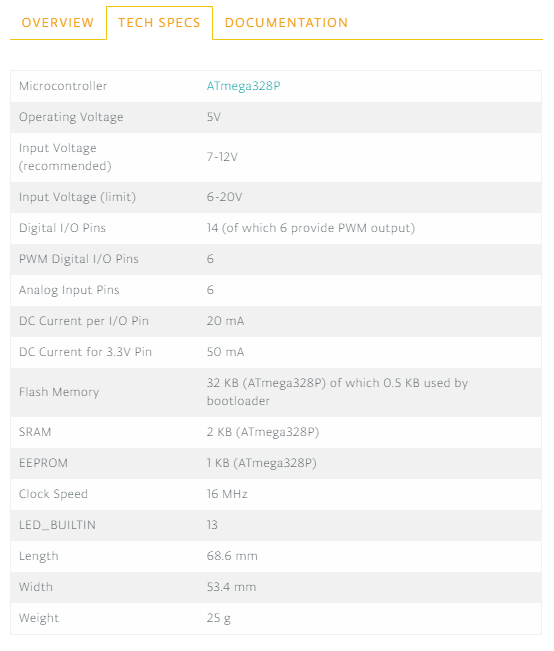 OVERVIEW TECH SPECS DOCUMENTATION
Microcontroller ATmega328P
Operating Voltage 5V
Input Voltage
(recommended) 7-12V
Input Voltage (limit) 6-20V
Digital I/O Pins 14 (of which 6 provide PWM output)
PWM Digital I/O Pins 6
Analog Input Pins 6
DC Current per I/O Pin 20 mA
DC Current for 3.3V Pin 50 mA
Flash Memory 32 KB (ATmega328P) of which 0.5 KB used by
bootloader
SRAM 2 KB (ATmega328P)
EEPROM 1 KB (ATmega328P)
Clock Speed 16 MHz
LED_BUILTIN 13
Length 68.6 mm
Width 53.4 mm
Weight 25 g